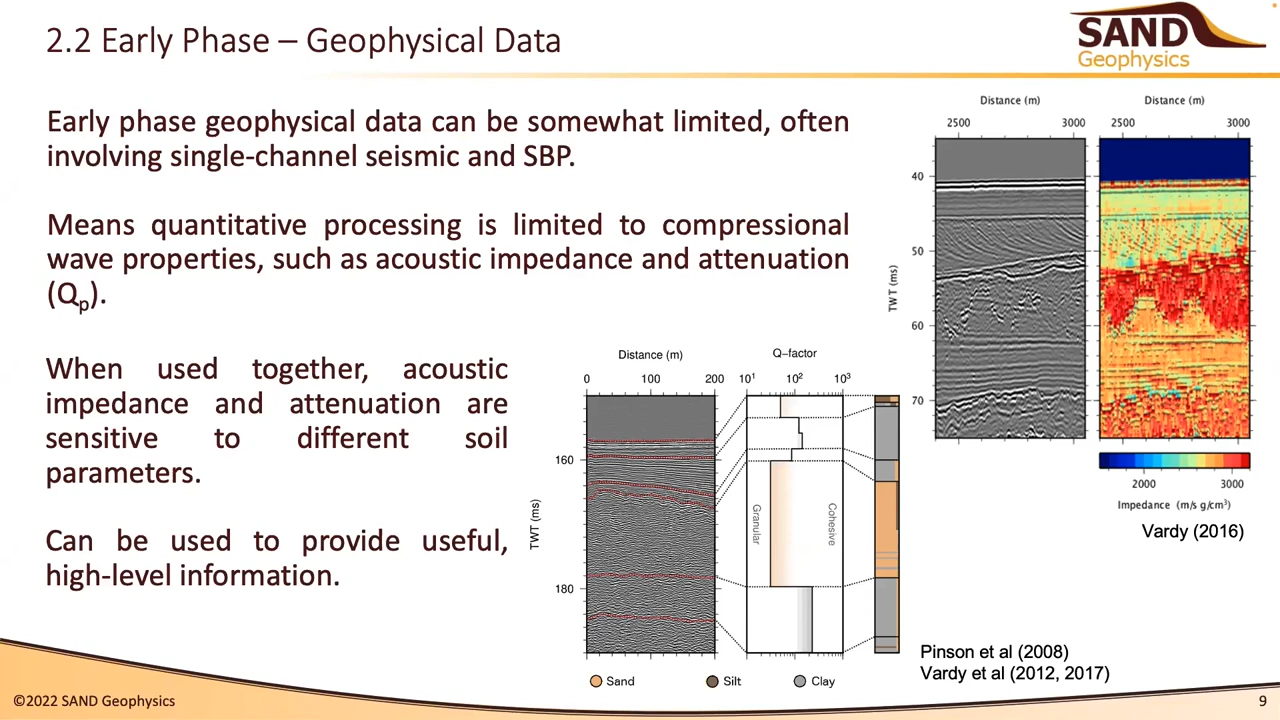 2.2 Early Phase – Geophysical Data
SAND
Geophysics
Early phase geophysical data can be somewhat limited, often
involving single-channel seismic and SBP.
Means quantitative processing is limited to compressional
wave properties, such as acoustic impedance and attenuation
(Qp).
When used together, acoustic
impedance and attenuation are
sensitive to different soil
parameters.
Can be used to provide useful,
high-level information.
Distance (m)
0 100 200
TWT (ms)
160
180
Q-factor
10¹ 10² 10³
Granular
Cohesive
Sand
Silt
Clay
Distance (m)
2500 3000
Distance (m)
2500 3000
TWT (ms)
40
50
60
70
2000 3000
Impedance (m/s g/cm³)
Vardy (2016)
Pinson et al (2008)
Vardy et al (2012, 2017)
©2022 SAND Geophysics
9